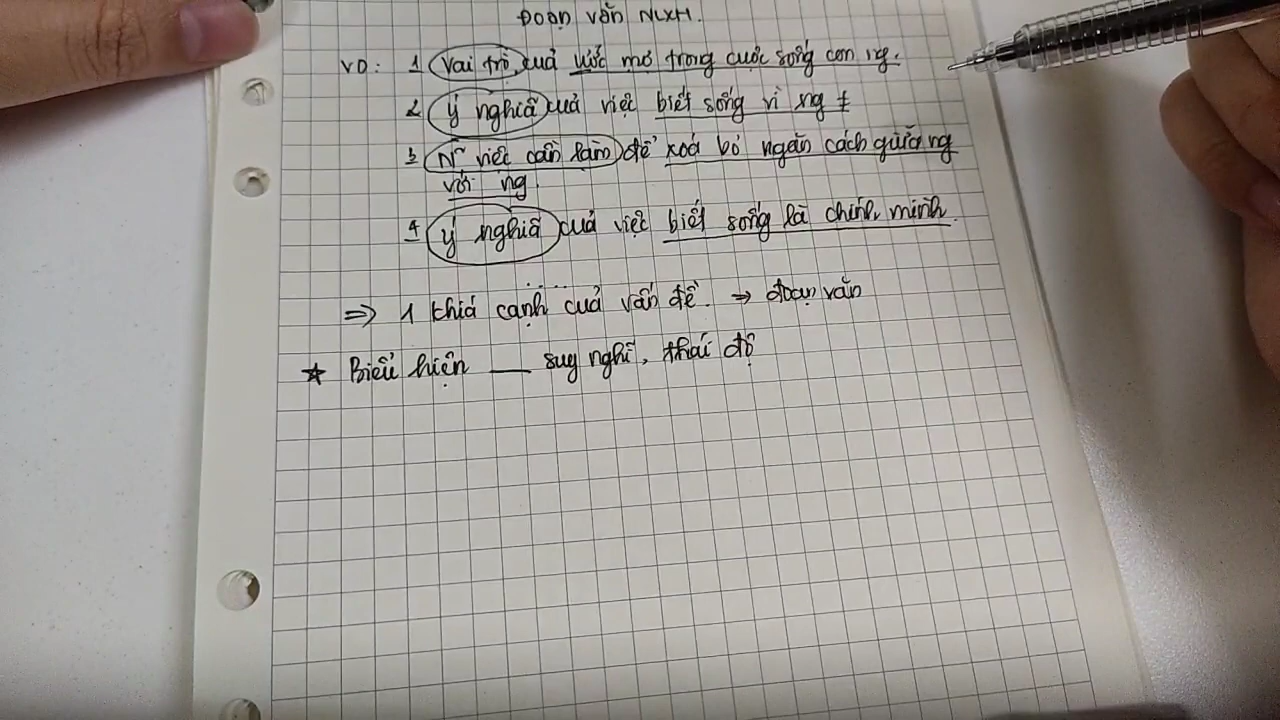 Đoạn văn NLXH.
VD: 1 Vai trò của ước mơ trong cuộc sống con ng.
2 ý nghĩa của việc biết sống vì ng ≠
3 Ng~ việc cần làm để xoá bỏ ngăn cách giữa ng
với ng.
4 ý nghĩa của việc biết sống là chính mình.
=> 1 khía cạnh của vấn đề. → đoạn văn
☆ Biểu hiện __ suy nghĩ, thái độ